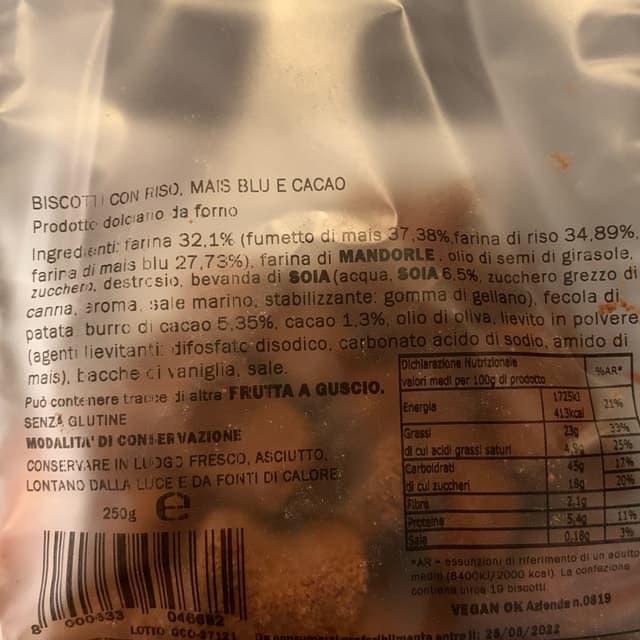 BISCOTTI CON RISO, MAIS BLU E CACAO
Prodotto dolciario da forno
Ingredienti: farina 32,1% (fumetto di mais 37,38%,farina di riso 34,89%,
farina di mais blu 27,73%), farina di MANDORLE, olio di semi di girasole,
zucchero, destrosio, bevanda di SOIA (acqua, SOIA 6,5%, zucchero grezzo di
canna, aroma, sale marino, stabilizzante: gomma di gellano), fecola di
patata, burro di cacao 5,35%, cacao 1,3%, olio di oliva, lievito in polvere
(agenti lievitanti: difosfato disodico, carbonato acido di sodio, amido di
mais), bacche di vaniglia, sale.
Può contenere tracce di altra FRUTTA A GUSCIO.
SENZA GLUTINE
MODALITA' DI CONSERVAZIONE
CONSERVARE IN LUOGO FRESCO, ASCIUTTO,
LONTANO DALLA LUCE E DA FONTI DI CALORE
250g e
Dichiarazione Nutrizionale
valori medi per 100g di prodotto %AR*
Energia 1725kJ 413kcal 21%
Grassi 23g 33%
di cui acidi grassi saturi 4,9g 25%
Carboidrati 45g 17%
di cui zuccheri 18g 20%
Fibre 2,1g
Proteine 5,4g 11%
Sale 0,18g 3%
*AR = assunzioni di riferimento di un adulto
medio (8400kJ/2000 kcal). La confezione
contiene circa 19 biscotti
VEGAN OK Azienda n.0819
8 000333 046682
LOTTO
Da consumarsi preferibilmente entro il: